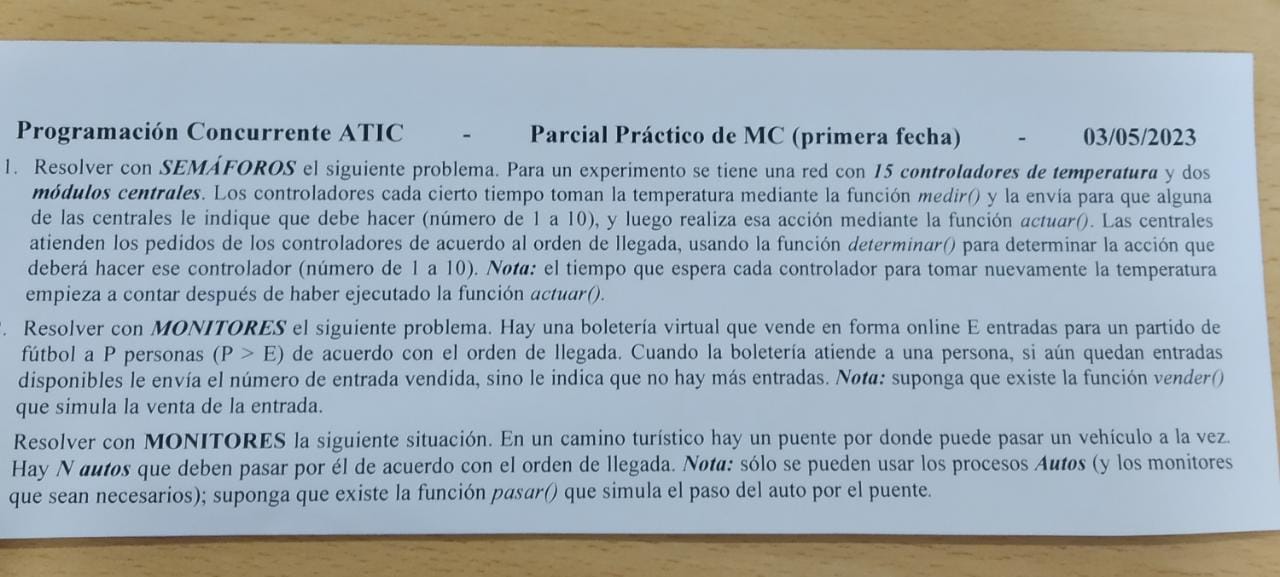 Programación Concurrente ATIC - Parcial Práctico de MC (primera fecha) - 03/05/2023
1. Resolver con SEMÁFOROS el siguiente problema. Para un experimento se tiene una red con 15 controladores de temperatura y dos
módulos centrales. Los controladores cada cierto tiempo toman la temperatura mediante la función medir() y la envía para que alguna
de las centrales le indique que debe hacer (número de 1 a 10), y luego realiza esa acción mediante la función actuar(). Las centrales
atienden los pedidos de los controladores de acuerdo al orden de llegada, usando la función determinar() para determinar la acción que
deberá hacer ese controlador (número de 1 a 10). Nota: el tiempo que espera cada controlador para tomar nuevamente la temperatura
empieza a contar después de haber ejecutado la función actuar().
. Resolver con MONITORES el siguiente problema. Hay una boletería virtual que vende en forma online E entradas para un partido de
fútbol a P personas (P > E) de acuerdo con el orden de llegada. Cuando la boletería atiende a una persona, si aún quedan entradas
disponibles le envía el número de entrada vendida, sino le indica que no hay más entradas. Nota: suponga que existe la función vender()
que simula la venta de la entrada.
Resolver con MONITORES la siguiente situación. En un camino turístico hay un puente por donde puede pasar un vehículo a la vez.
Hay N autos que deben pasar por él de acuerdo con el orden de llegada. Nota: sólo se pueden usar los procesos Autos (y los monitores
que sean necesarios); suponga que existe la función pasar() que simula el paso del auto por el puente.